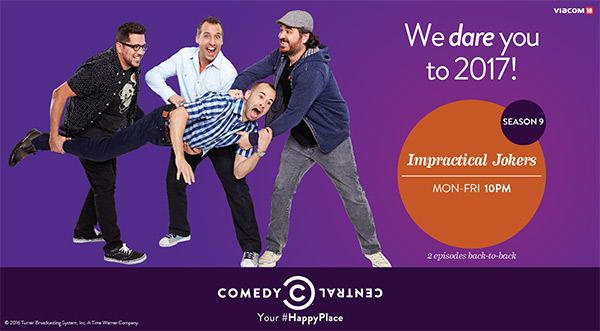 VIACOM 18
We dare you
to 2017!
SEASON 9
Impractical Jokers
MON-FRI 10PM
2 episodes back-to-back
COMEDY C CENTRAL
Your #HappyPlace
© 2016 Turner Broadcasting System, Inc. A Time Warner Company.